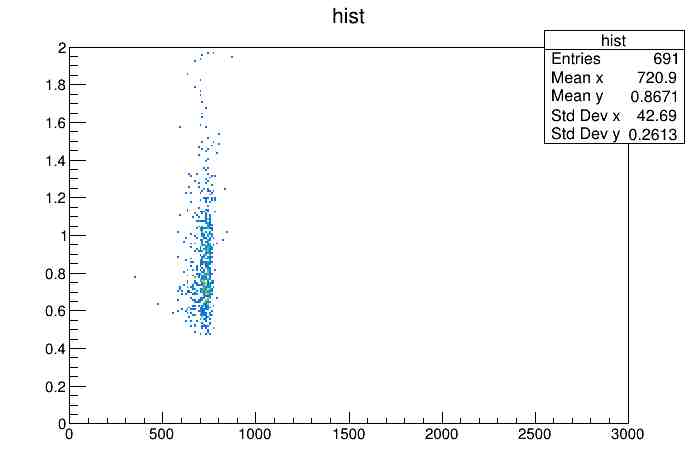 hist
hist
Entries 691
Mean x 720.9
Mean y 0.8671
Std Dev x 42.69
Std Dev y 0.2613
2
1.8
1.6
1.4
1.2
1
0.8
0.6
0.4
0.2
0
0 500 1000 1500 2000 2500 3000